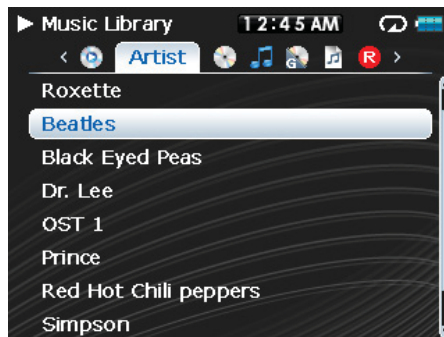 Music Library 12:45 AM
Artist G R
Roxette
Beatles
Black Eyed Peas
Dr. Lee
OST 1
Prince
Red Hot Chili peppers
Simpson